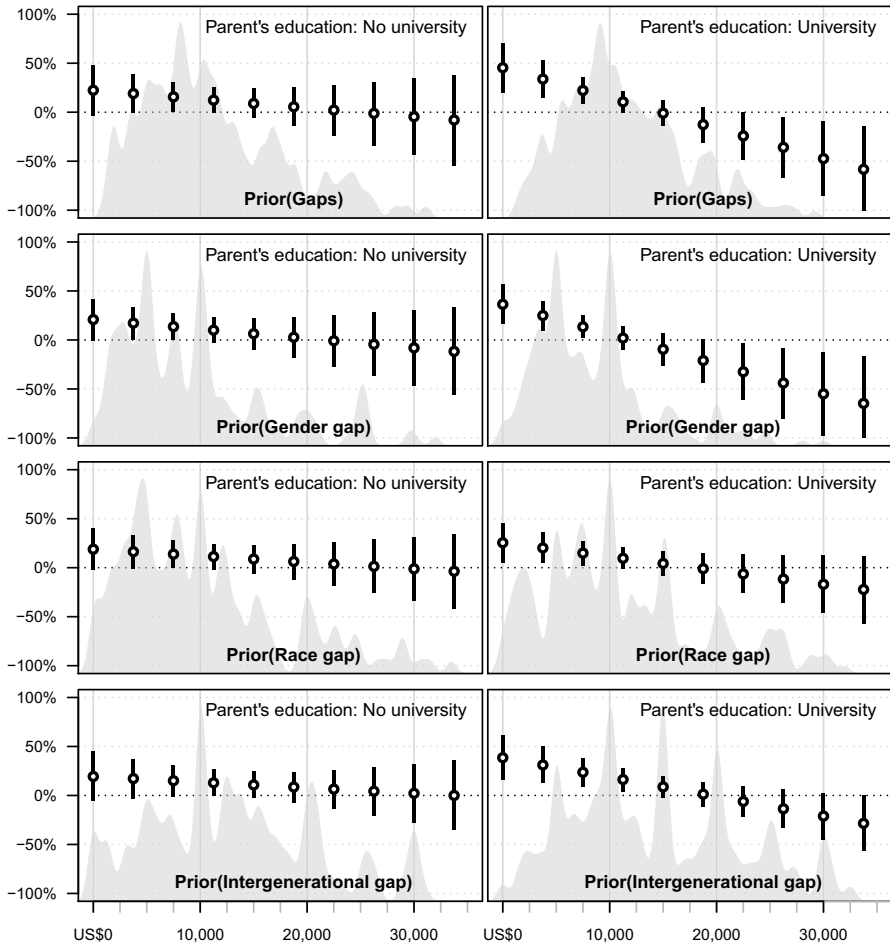 100%
Parent's education: No university
Parent's education: University
50%
0%
−50%
−100%
Prior(Gaps)
Prior(Gaps)
100%
Parent's education: No university
Parent's education: University
50%
0%
−50%
−100%
Prior(Gender gap)
Prior(Gender gap)
100%
Parent's education: No university
Parent's education: University
50%
0%
−50%
−100%
Prior(Race gap)
Prior(Race gap)
100%
Parent's education: No university
Parent's education: University
50%
0%
−50%
−100%
Prior(Intergenerational gap)
Prior(Intergenerational gap)
US$0 10,000 20,000 30,000
US$0 10,000 20,000 30,000